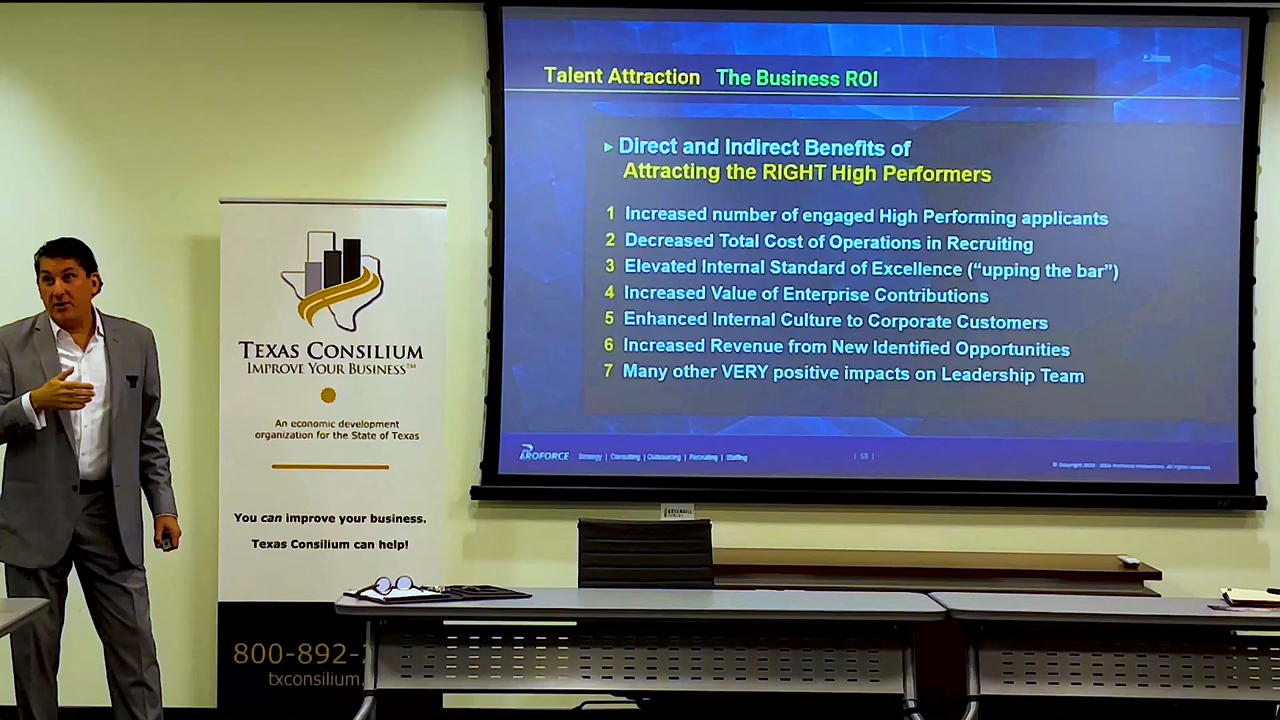 Talent Attraction The Business ROI
Direct and Indirect Benefits of
Attracting the RIGHT High Performers
1 Increased number of engaged High Performing applicants
2 Decreased Total Cost of Operations in Recruiting
3 Elevated Internal Standard of Excellence (“upping the bar”)
4 Increased Value of Enterprise Contributions
5 Enhanced Internal Culture to Corporate Customers
6 Increased Revenue from New Identified Opportunities
7 Many other VERY positive impacts on Leadership Team
Strategy | Consulting | Outsourcing | Recruiting | Staffing
TEXAS CONSILIUM
IMPROVE YOUR BUSINESS™
An economic development
organization for the State of Texas
You can improve your business.
Texas Consilium can help!
800-892-
txconsilium.